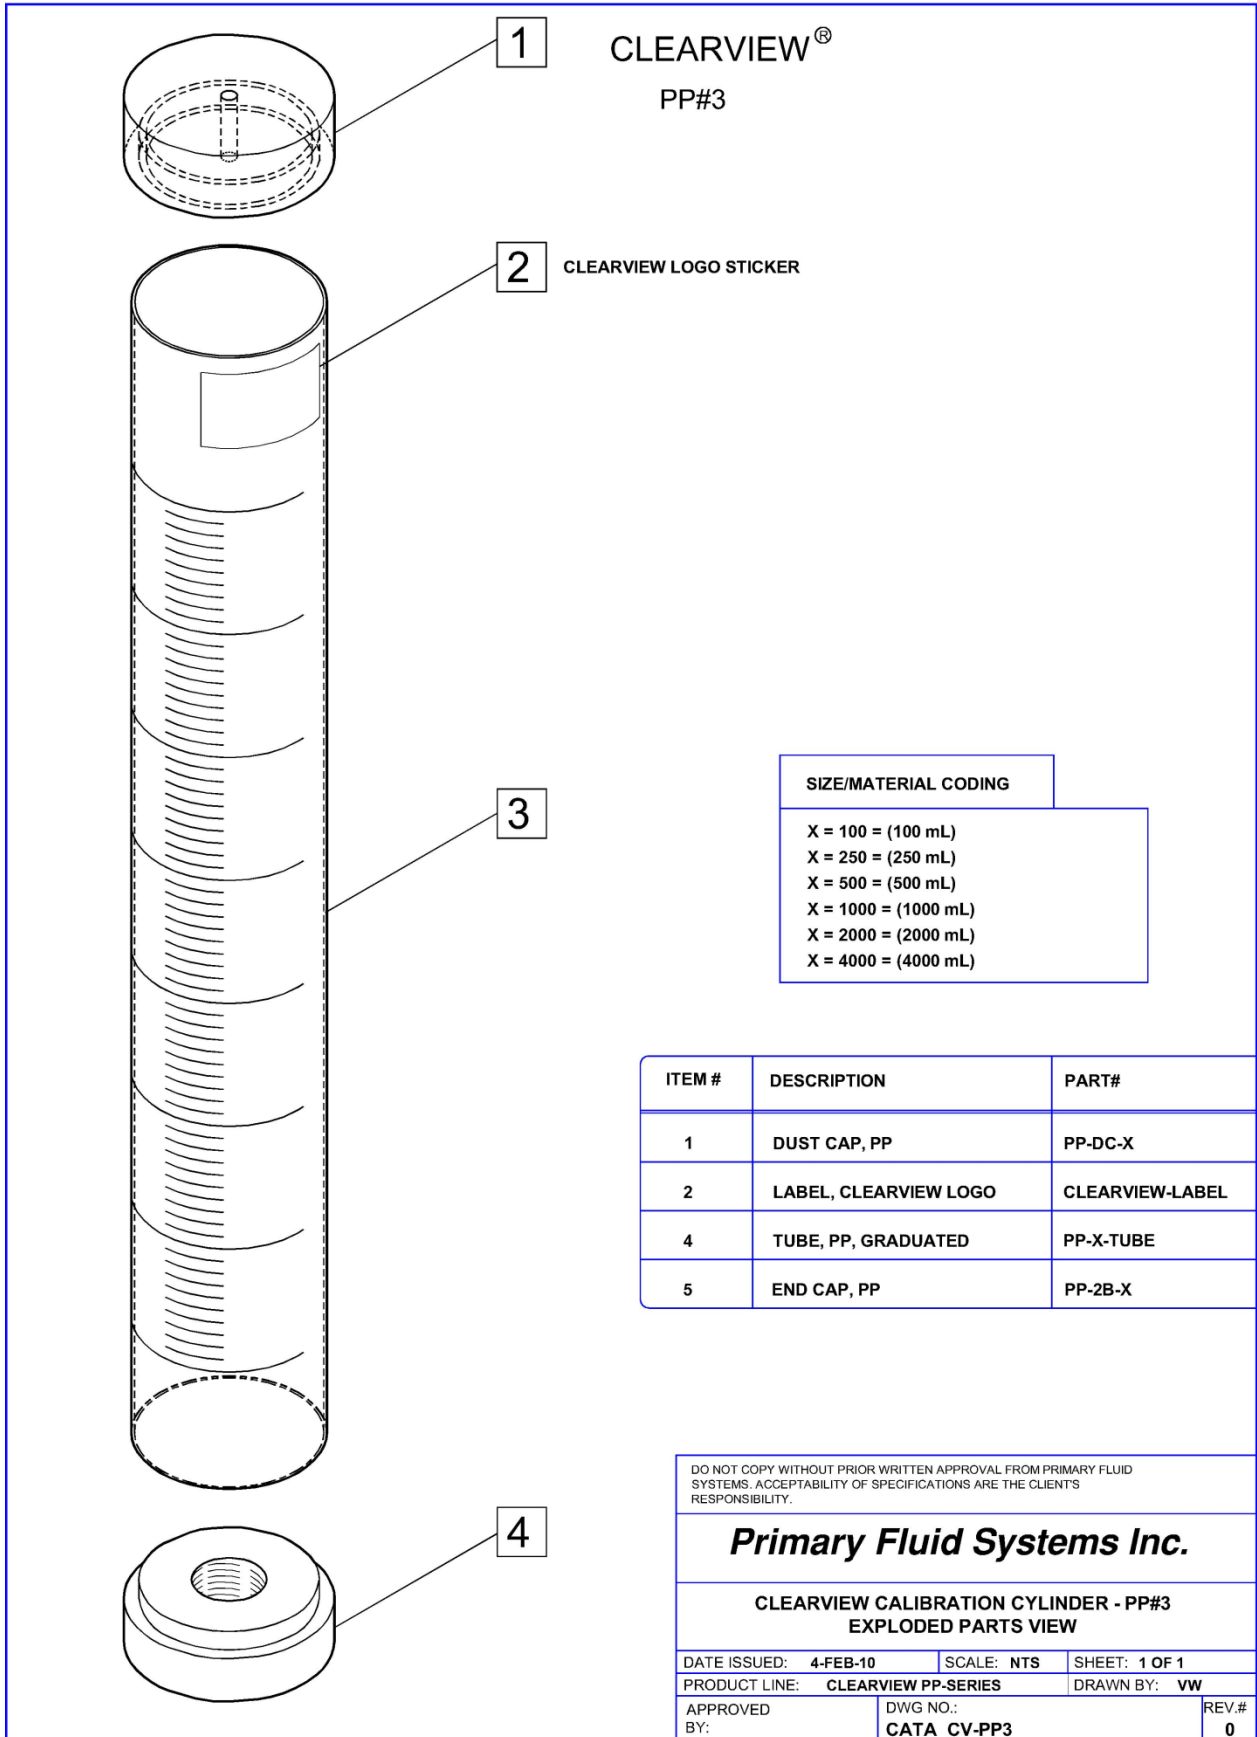 1
CLEARVIEW®
PP#3
2
CLEARVIEW LOGO STICKER
3
SIZE/MATERIAL CODING
X = 100 = (100 mL)
X = 250 = (250 mL)
X = 500 = (500 mL)
X = 1000 = (1000 mL)
X = 2000 = (2000 mL)
X = 4000 = (4000 mL)
ITEM # DESCRIPTION PART#
1 DUST CAP, PP PP-DC-X
2 LABEL, CLEARVIEW LOGO CLEARVIEW-LABEL
4 TUBE, PP, GRADUATED PP-X-TUBE
5 END CAP, PP PP-2B-X
4
DO NOT COPY WITHOUT PRIOR WRITTEN APPROVAL FROM PRIMARY FLUID
SYSTEMS. ACCEPTABILITY OF SPECIFICATIONS ARE THE CLIENT'S
RESPONSIBILITY.
Primary Fluid Systems Inc.
CLEARVIEW CALIBRATION CYLINDER - PP#3
EXPLODED PARTS VIEW
DATE ISSUED: 4-FEB-10 SCALE: NTS SHEET: 1 OF 1
PRODUCT LINE: CLEARVIEW PP-SERIES DRAWN BY: VW
APPROVED BY: DWG NO.: CATA CV-PP3 REV.# 0